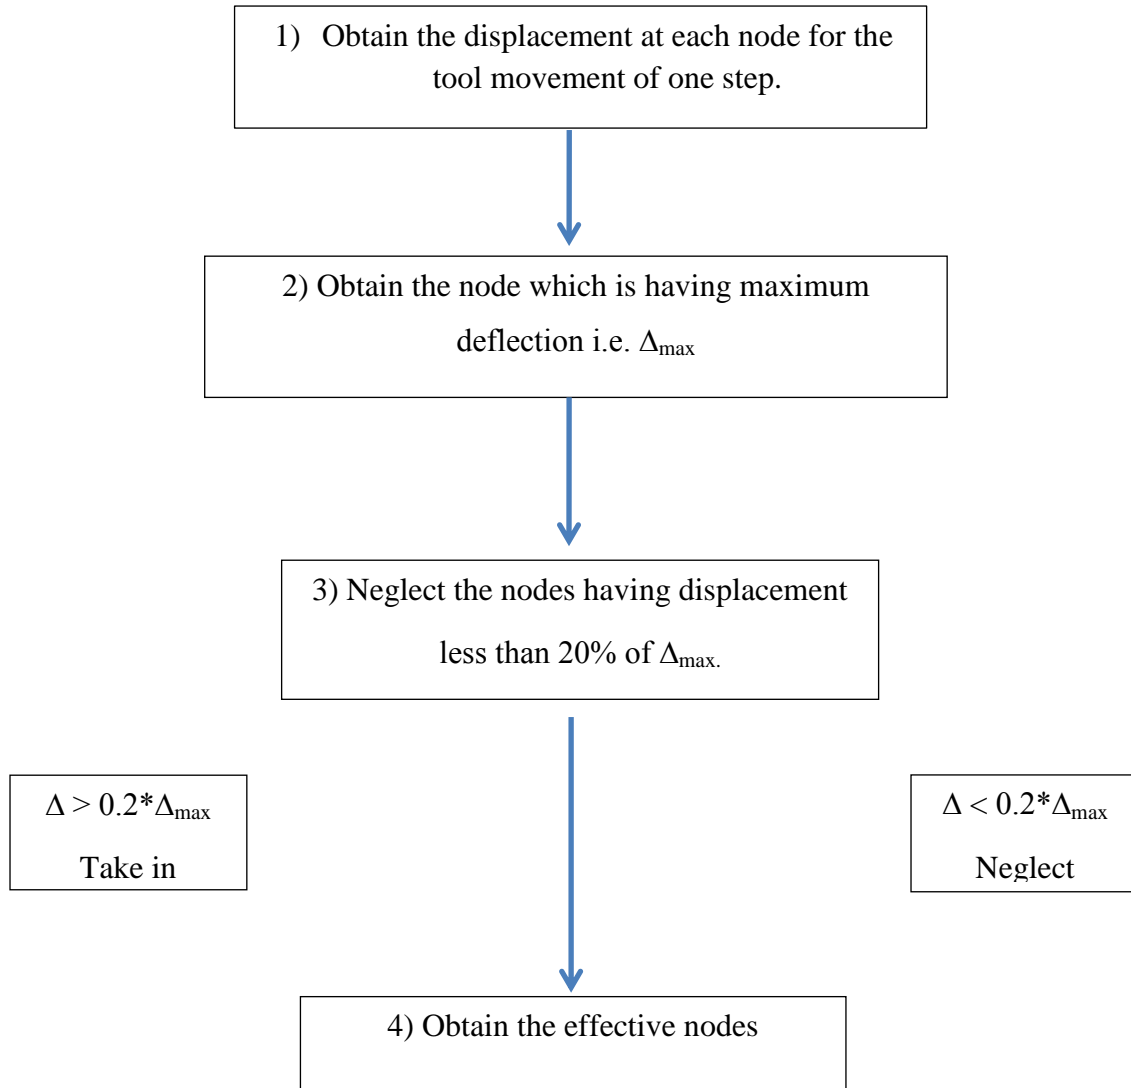 1) Obtain the displacement at each node for the
tool movement of one step.
2) Obtain the node which is having maximum
deflection i.e. Δmax
3) Neglect the nodes having displacement
less than 20% of Δmax.
Δ > 0.2*Δmax
Take in
Δ < 0.2*Δmax
Neglect
4) Obtain the effective nodes